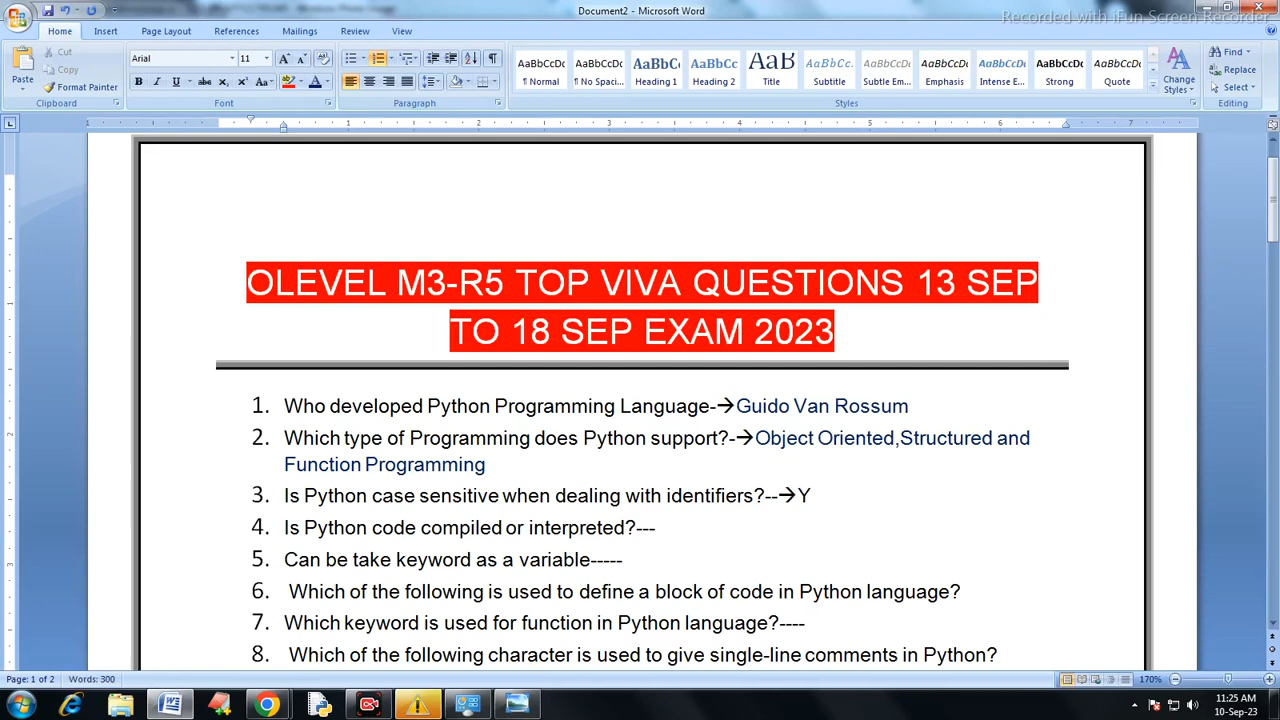 Document2 - Microsoft Word
Recorded with iFun Screen Recorder
Home Insert Page Layout References Mailings Review View
Paste
Cut
Copy
Format Painter
Clipboard
Arial 11
Font
Paragraph
AaBbCcDc AaBbCcDc AaBbCc AaBbCc AaB AaBbCc. AaBbCcDc AaBbCcDc AaBbCcDc AaBbCcDc AaBbCcDc
¶ Normal ¶ No Spaci... Heading 1 Heading 2 Title Subtitle Subtle Em... Emphasis Intense E... Strong Quote
Styles
Change Styles
Find
Replace
Select
Editing
1 1 2 3 4 5 6 7
OLEVEL M3-R5 TOP VIVA QUESTIONS 13 SEP
TO 18 SEP EXAM 2023
1. Who developed Python Programming Language-→Guido Van Rossum
2. Which type of Programming does Python support?-→Object Oriented,Structured and
Function Programming
3. Is Python case sensitive when dealing with identifiers?--→Y
4. Is Python code compiled or interpreted?---
5. Can be take keyword as a variable-----
6. Which of the following is used to define a block of code in Python language?
7. Which keyword is used for function in Python language?----
8. Which of the following character is used to give single-line comments in Python?
Page: 1 of 2 Words: 300
170%
11:25 AM
10-Sep-23